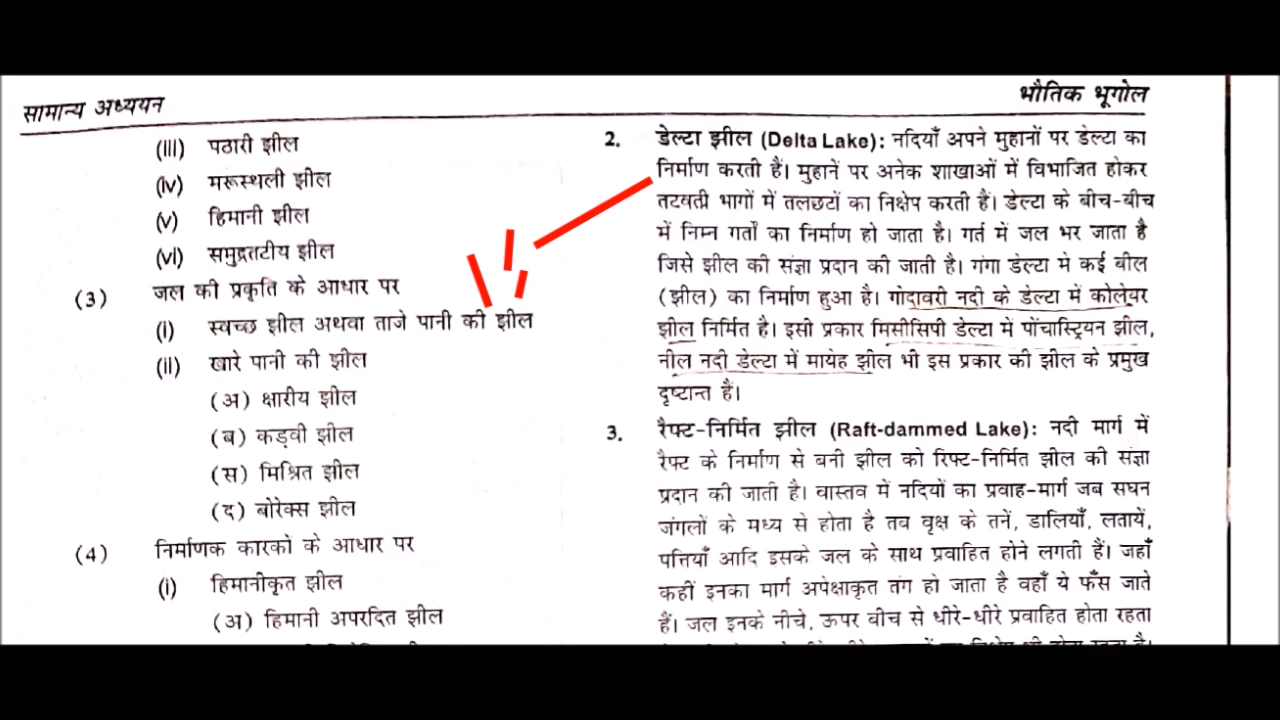 सामान्य अध्ययन
भौतिक भूगोल
(iii) पठारी झील
(iv) मरूस्थली झील
(v) हिमानी झील
(vi) समुद्रतटीय झील
(3) जल की प्रकृति के आधार पर
(i) स्वच्छ झील अथवा ताजे पानी की झील
(ii) खारे पानी की झील
(अ) क्षारीय झील
(ब) कड़वी झील
(स) मिश्रित झील
(द) बोरेक्स झील
(4) निर्माणक कारकों के आधार पर
(i) हिमानीकृत झील
(अ) हिमानी अपरदित झील
2. डेल्टा झील (Delta Lake): नदियाँ अपने मुहानों पर डेल्टा का
निर्माण करती हैं। मुहानें पर अनेक शाखाओं में विभाजित होकर
तटवर्ती भागों में तलछटों का निक्षेप करती हैं। डेल्टा के बीच-बीच
में निम्न गर्तों का निर्माण हो जाता है। गर्त में जल भर जाता है
जिसे झील की संज्ञा प्रदान की जाती है। गंगा डेल्टा मे कई बील
(झील) का निर्माण हुआ है। गोदावरी नदी के डेल्टा में कोलेयर
झील निर्मित है। इसी प्रकार मिसीसिपी डेल्टा में पोंचास्ट्रियन झील,
नील नदी डेल्टा में मायेह झील भी इस प्रकार की झील के प्रमुख
दृष्टान्त हैं।
3. रैफ्ट-निर्मित झील (Raft-dammed Lake): नदी मार्ग में
रैफ्ट के निर्माण से बनी झील को रिफ्ट-निर्मित झील की संज्ञा
प्रदान की जाती है। वास्तव में नदियों का प्रवाह-मार्ग जब सघन
जंगलों के मध्य से होता है तब वृक्ष के तनें, डालियाँ, लतायें,
पत्तियाँ आदि इसके जल के साथ प्रवाहित होने लगती हैं। जहाँ
कहीं इनका मार्ग अपेक्षाकृत तंग हो जाता है वहाँ ये फँस जाते
हैं। जल इनके नीचे, ऊपर बीच से धीरे-धीरे प्रवाहित होता रहता